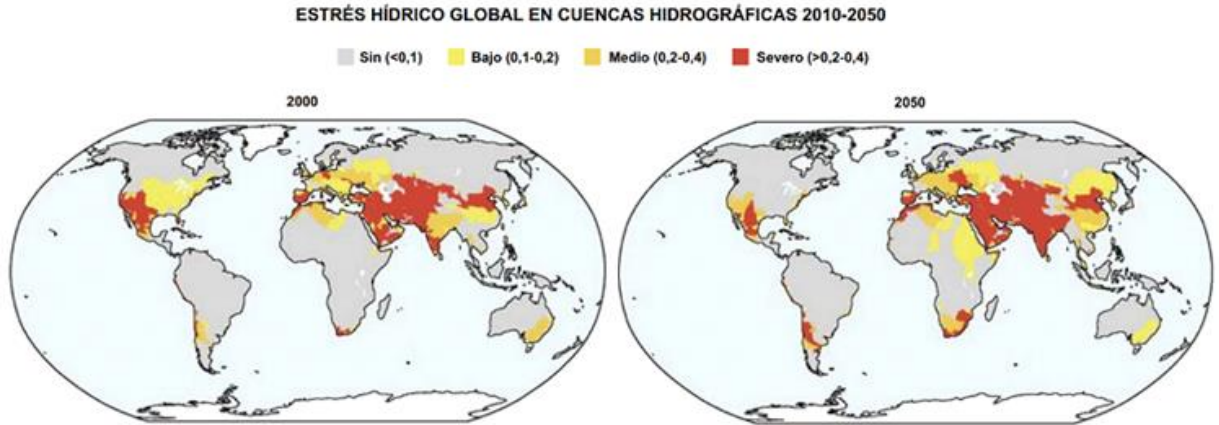 ESTRÉS HÍDRICO GLOBAL EN CUENCAS HIDROGRÁFICAS 2010-2050
Sin (<0,1) Bajo (0,1-0,2) Medio (0,2-0,4) Severo (>0,2-0,4)
2000 2050